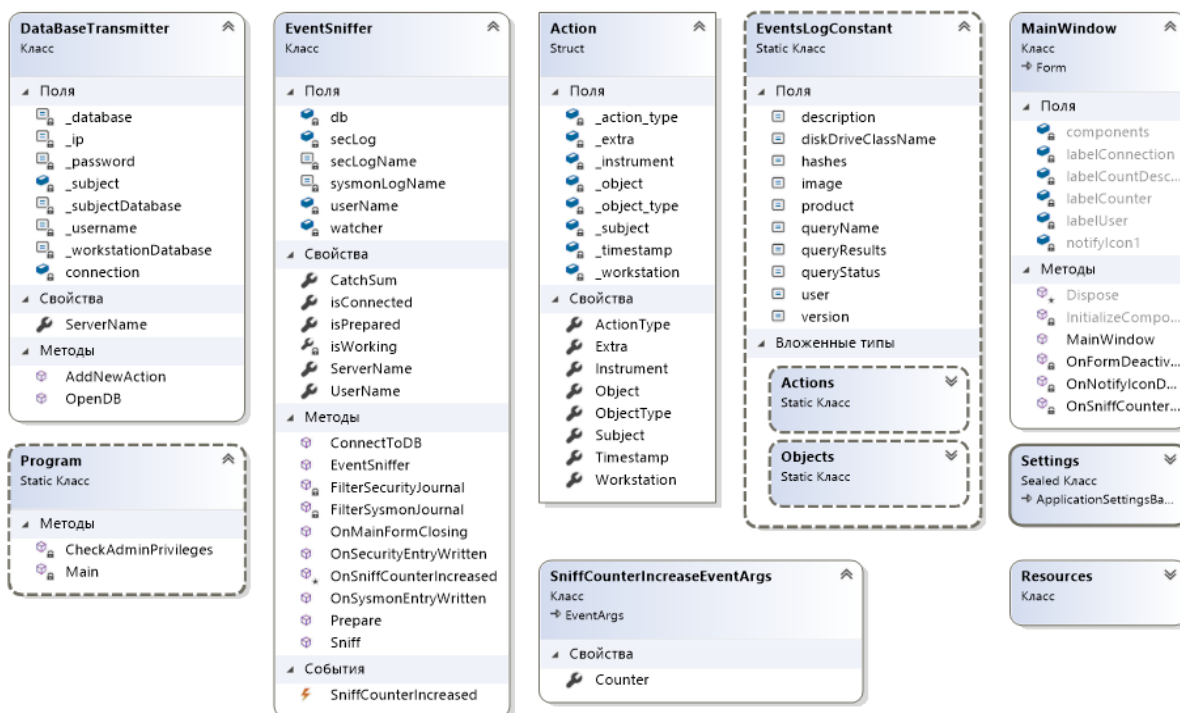 DataBaseTransmitter
Класс
Поля
_database
_ip
_password
_subject
_subjectDatabase
_username
_workstationDatabase
connection
Свойства
ServerName
Методы
AddNewAction
OpenDB
Program
Static Класс
Методы
CheckAdminPrivileges
Main
EventSniffer
Класс
Поля
db
secLog
secLogName
sysmonLogName
userName
watcher
Свойства
CatchSum
isConnected
isPrepared
isWorking
ServerName
UserName
Методы
ConnectToDB
EventSniffer
FilterSecurityJournal
FilterSysmonJournal
OnMainFormClosing
OnSecurityEntryWritten
OnSniffCounterIncreased
OnSysmonEntryWritten
Prepare
Sniff
События
SniffCounterIncreased
Action
Struct
Поля
_action_type
_extra
_instrument
_object
_object_type
_subject
_timestamp
_workstation
Свойства
ActionType
Extra
Instrument
Object
ObjectType
Subject
Timestamp
Workstation
EventsLogConstant
Static Класс
Поля
description
diskDriveClassName
hashes
image
product
queryName
queryResults
queryStatus
user
version
Вложенные типы
Actions
Static Класс
Objects
Static Класс
SniffCounterIncreaseEventArgs
Класс
EventArgs
Свойства
Counter
MainWindow
Класс
Form
Поля
components
labelConnection
labelCountDesc...
labelCounter
labelUser
notifyIcon1
Методы
Dispose
InitializeCompo...
MainWindow
OnFormDeactiv...
OnNotifyIconD...
OnSniffCounter...
Settings
Sealed Класс
ApplicationSettingsBa...
Resources
Класс